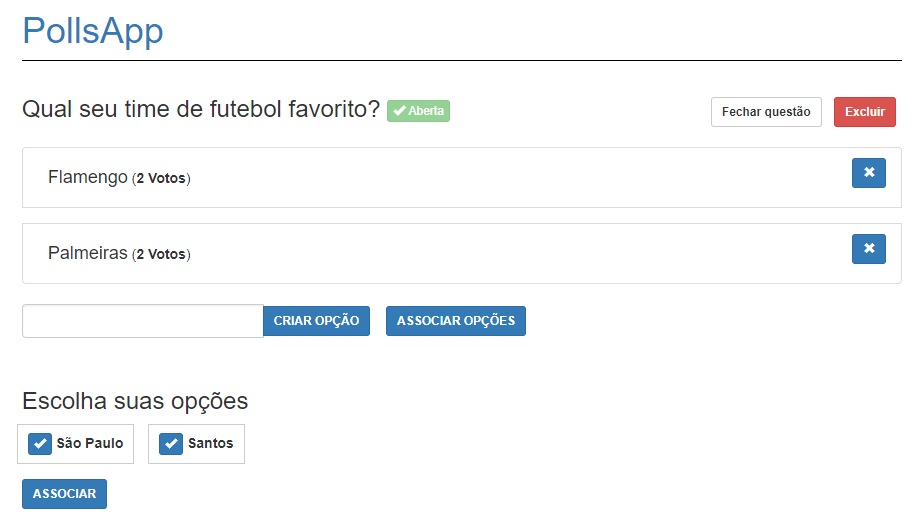 PollsApp
Qual seu time de futebol favorito? Aberta Fechar questão Excluir
Flamengo (2 Votos)
Palmeiras (2 Votos)
CRIAR OPÇÃO ASSOCIAR OPÇÕES
Escolha suas opções
São Paulo Santos
ASSOCIAR